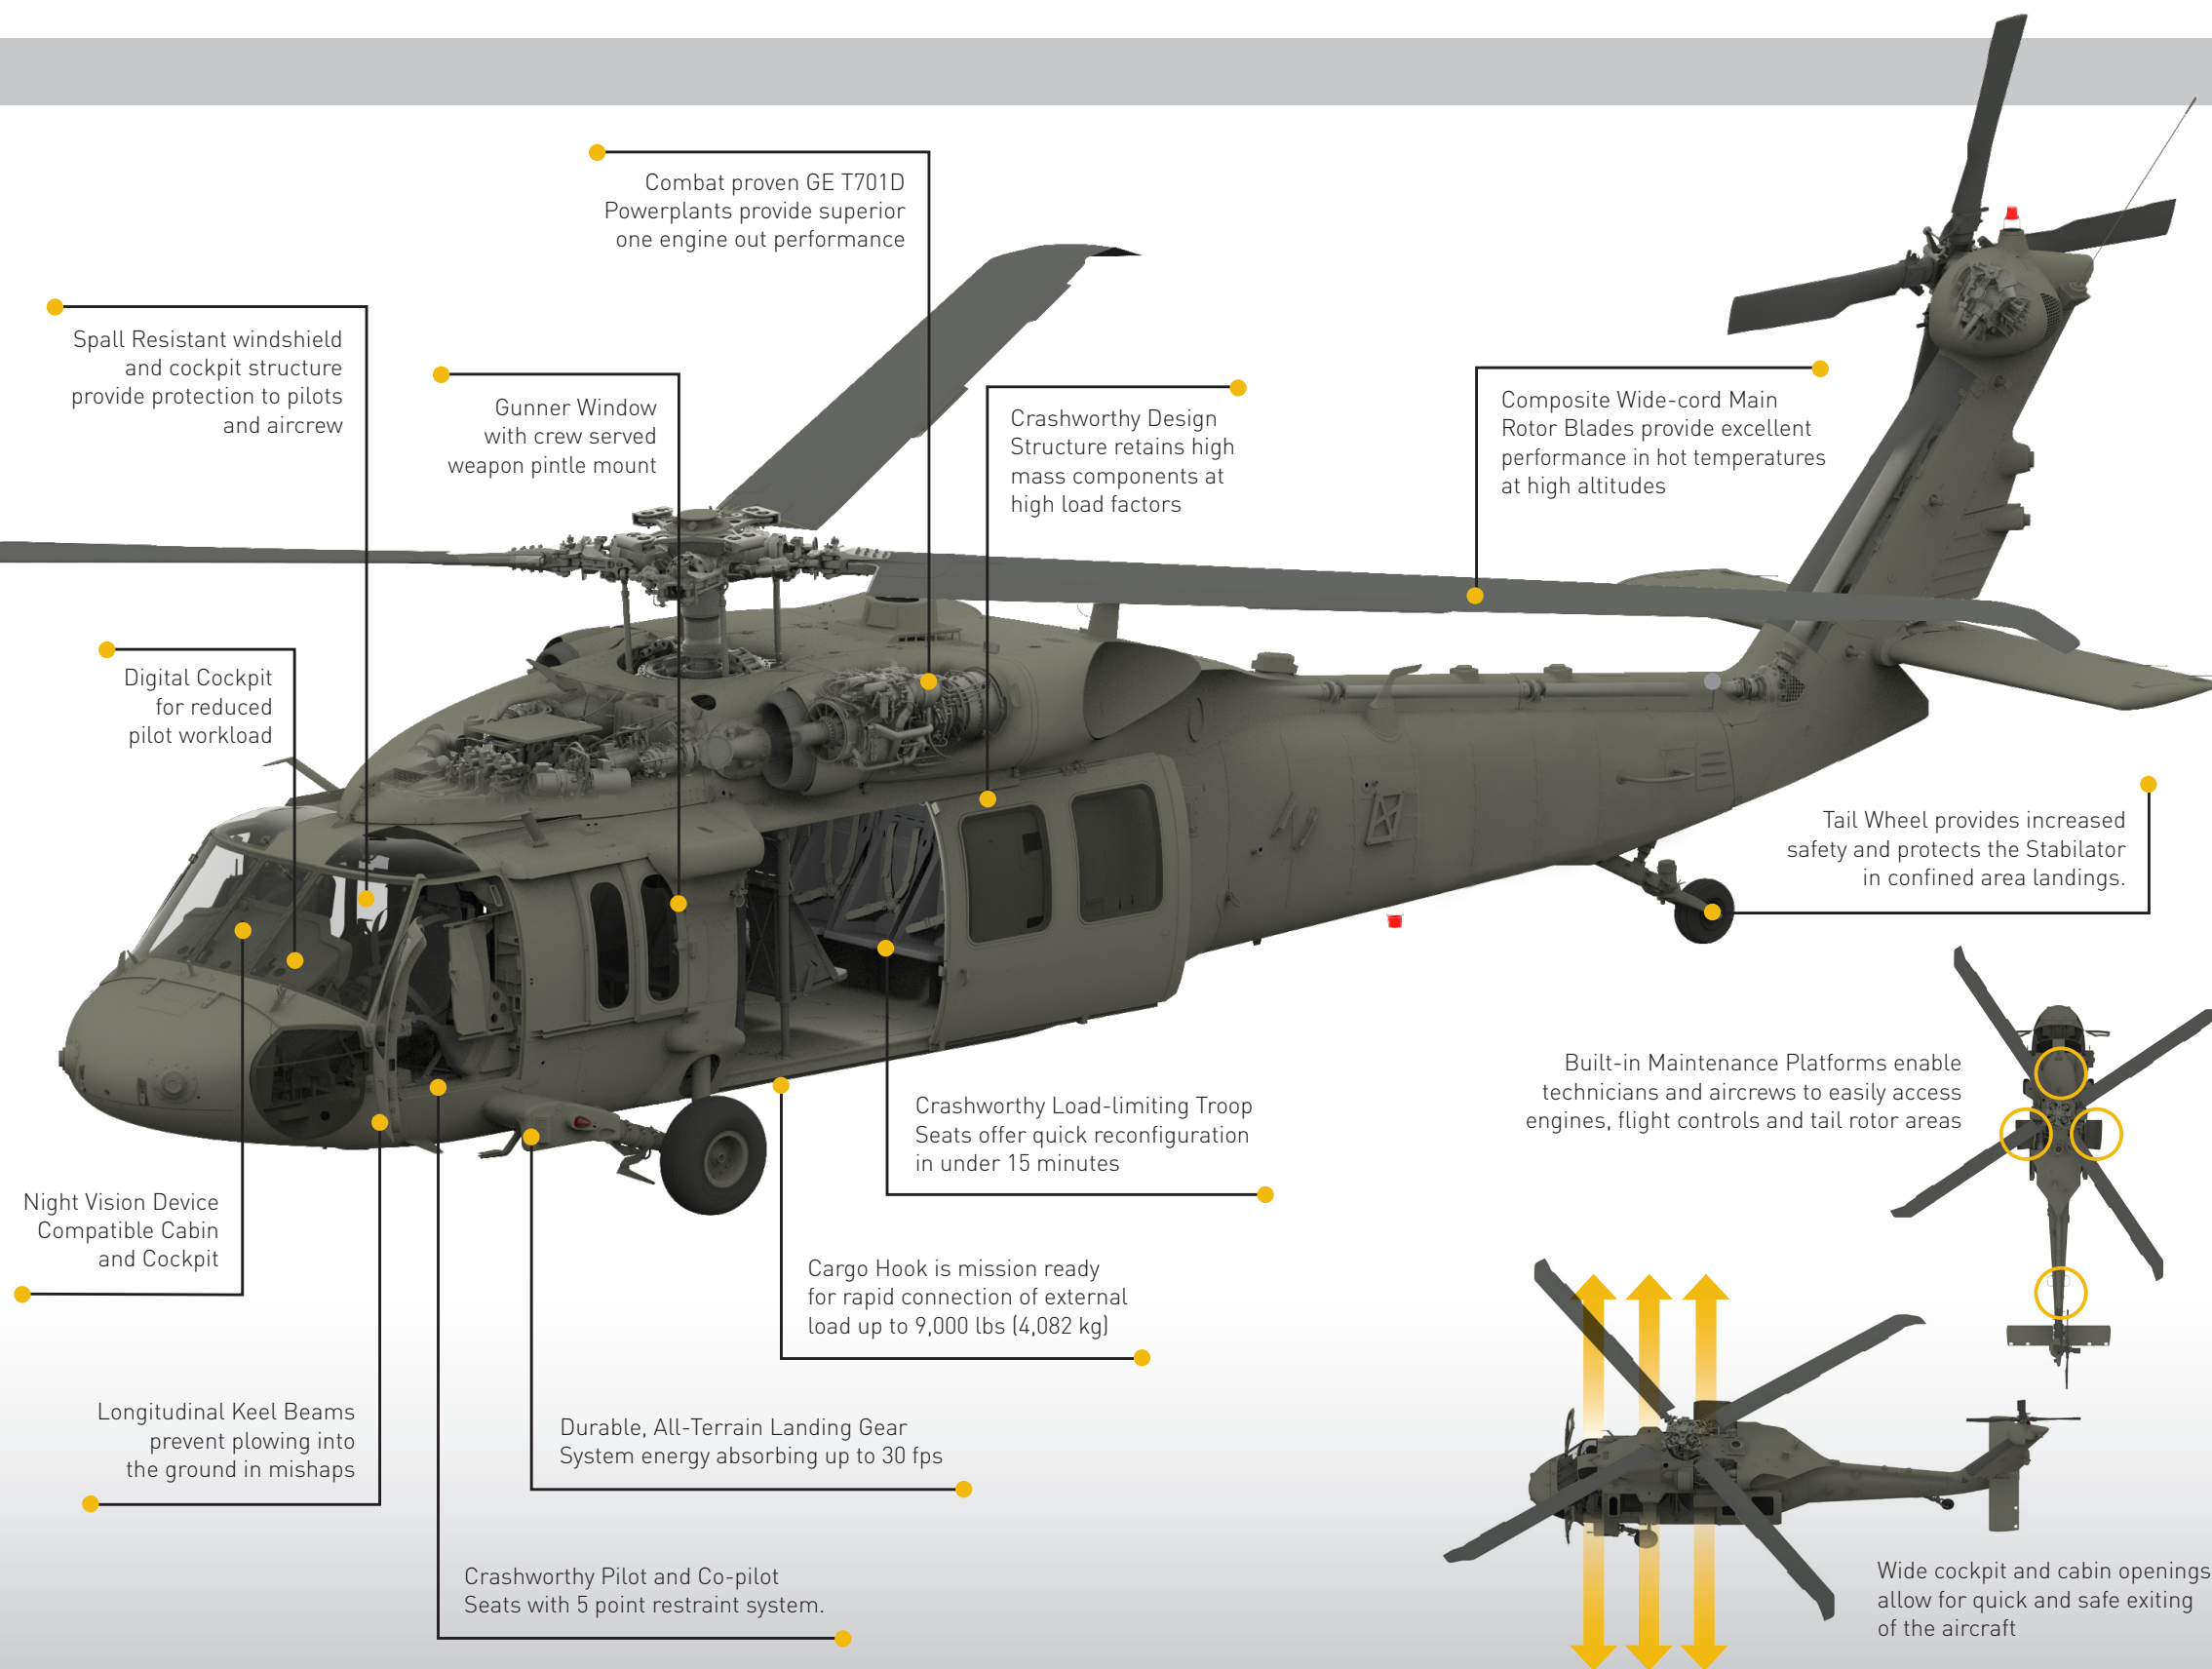 Combat proven GE T701D
Powerplants provide superior
one engine out performance
Spall Resistant windshield
and cockpit structure
provide protection to pilots
and aircrew
Gunner Window
with crew served
weapon pintle mount
Crashworthy Design
Structure retains high
mass components at
high load factors
Composite Wide-cord Main
Rotor Blades provide excellent
performance in hot temperatures
at high altitudes
Digital Cockpit
for reduced
pilot workload
Tail Wheel provides increased
safety and protects the Stabilator
in confined area landings.
Built-in Maintenance Platforms enable
technicians and aircrews to easily access
engines, flight controls and tail rotor areas
Crashworthy Load-limiting Troop
Seats offer quick reconfiguration
in under 15 minutes
Night Vision Device
Compatible Cabin
and Cockpit
Cargo Hook is mission ready
for rapid connection of external
load up to 9,000 lbs (4,082 kg)
Longitudinal Keel Beams
prevent plowing into
the ground in mishaps
Durable, All-Terrain Landing Gear
System energy absorbing up to 30 fps
Crashworthy Pilot and Co-pilot
Seats with 5 point restraint system.
Wide cockpit and cabin openings
allow for quick and safe exiting
of the aircraft